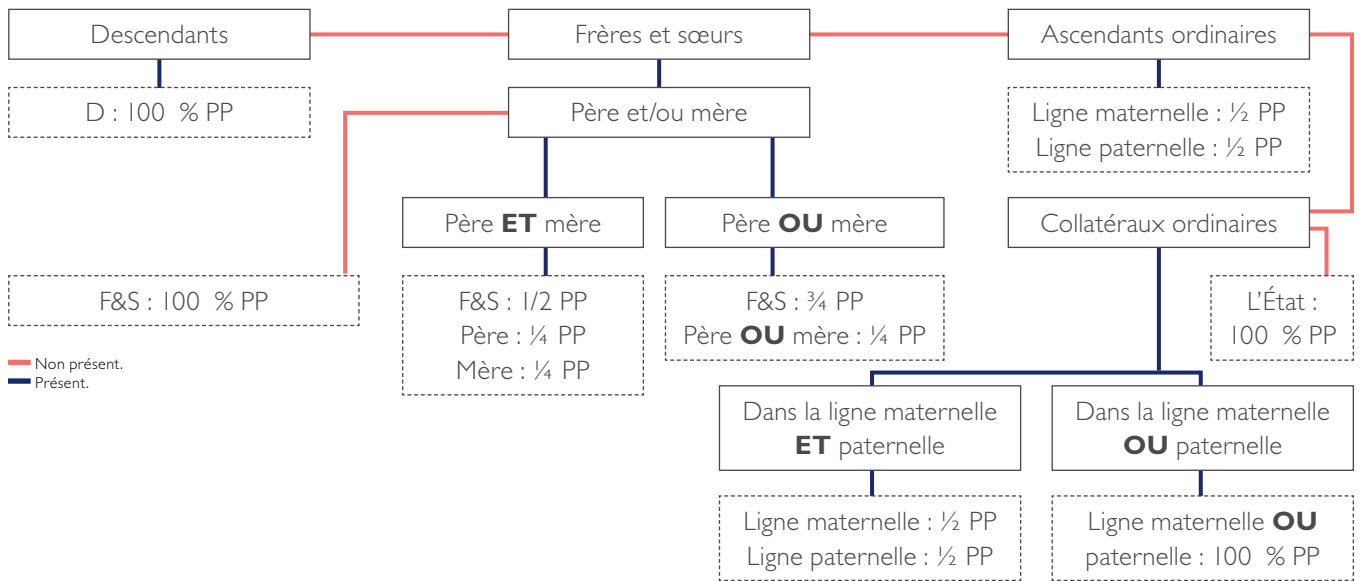 Descendants
Frères et sœurs
Ascendants ordinaires
D : 100 % PP
Père et/ou mère
Ligne maternelle : ½ PP
Ligne paternelle : ½ PP
Père ET mère
Père OU mère
Collatéraux ordinaires
F&S : 100 % PP
F&S : 1/2 PP
Père : ¼ PP
Mère : ¼ PP
F&S : ¾ PP
Père OU mère : ¼ PP
L'État :
100 % PP
Non présent.
Présent.
Dans la ligne maternelle
ET paternelle
Dans la ligne maternelle
OU paternelle
Ligne maternelle : ½ PP
Ligne paternelle : ½ PP
Ligne maternelle OU
paternelle : 100 % PP